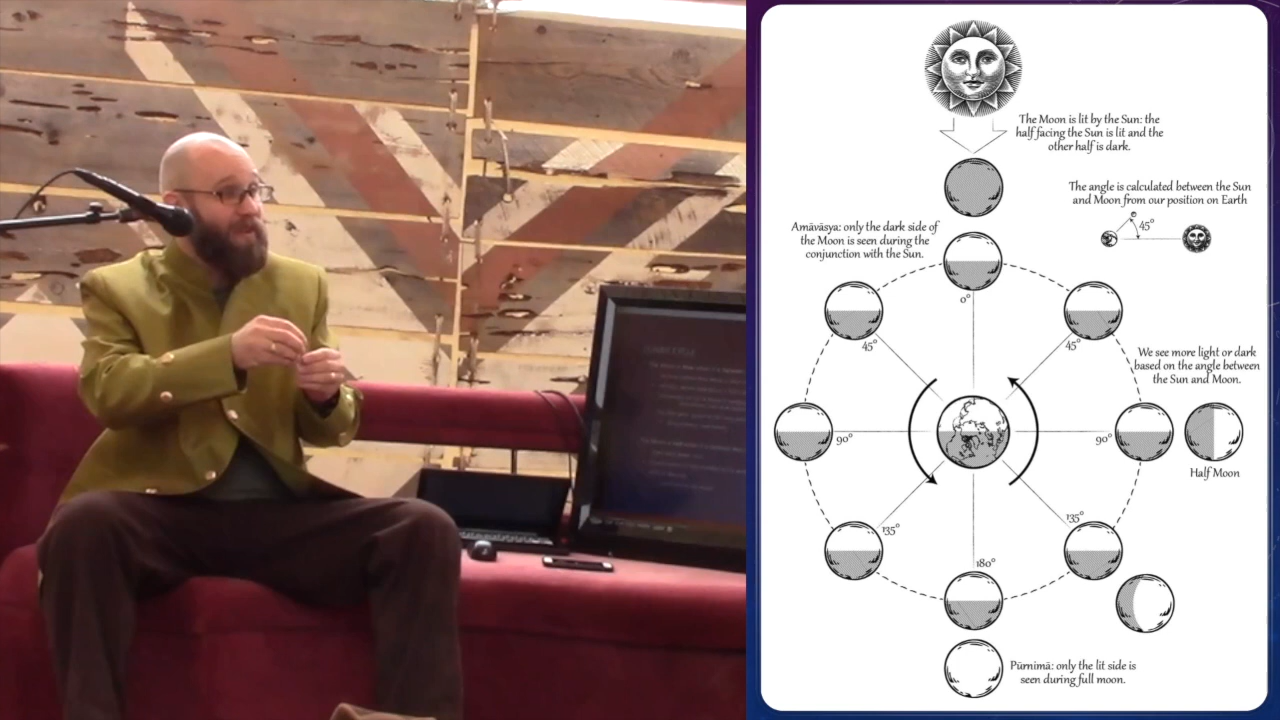 The Moon is lit by the Sun: the
half facing the Sun is lit and the
other half is dark.
The angle is calculated between the Sun
and Moon from our position on Earth
45°
Amāvāsya: only the dark side of
the Moon is seen during the
conjunction with the Sun.
0°
45°
45°
We see more light or dark
based on the angle between
the Sun and Moon.
90°
90°
Half Moon
135°
135°
180°
Pūrnimā: only the lit side is
seen during full moon.